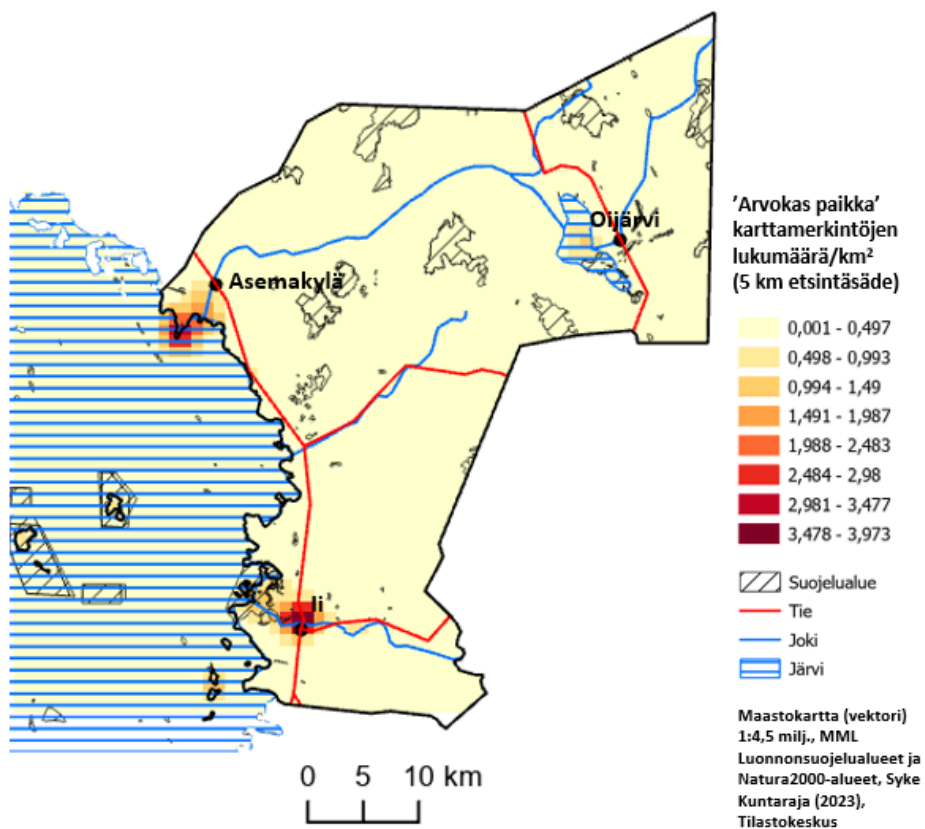 Oijärvi
Asemakylä
Ii
0 5 10 km
'Arvokas paikka'
karttamerkintöjen
lukumäärä/km²
(5 km etsintäsäde)
0,001 - 0,497
0,498 - 0,993
0,994 - 1,49
1,491 - 1,987
1,988 - 2,483
2,484 - 2,98
2,981 - 3,477
3,478 - 3,973
Suojelualue
Tie
Joki
Järvi
Maastokartta (vektori)
1:4,5 milj., MML
Luonnonsuojelualueet ja
Natura2000-alueet, Syke
Kuntaraja (2023),
Tilastokeskus